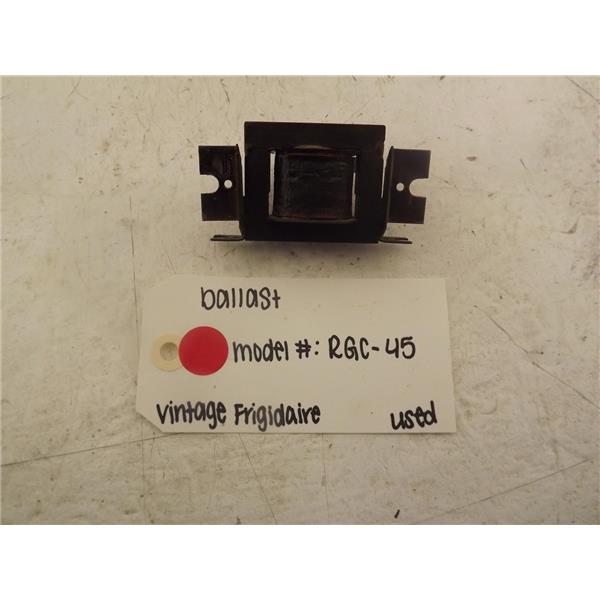 ballast
model #: RGC-45
vintage Frigidaire used